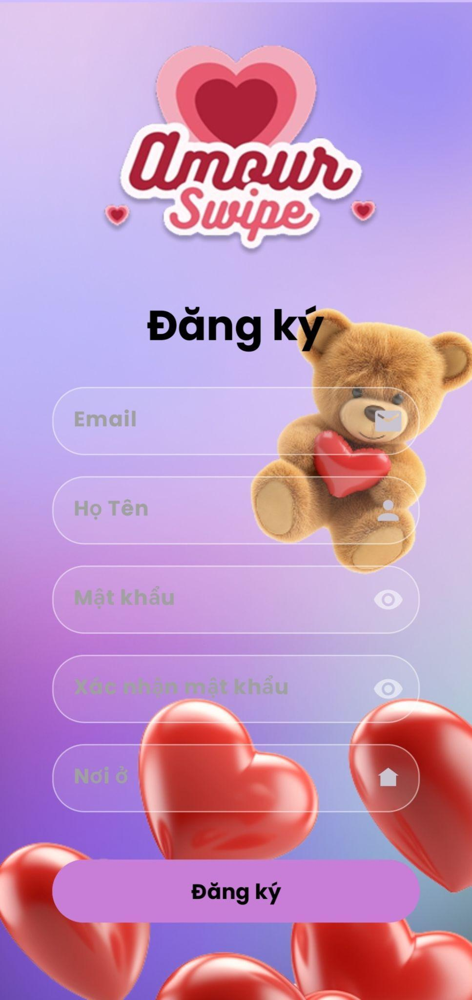 Amour
Swipe
Đăng ký
Email
Họ Tên
Mật khẩu
Xác nhận mật khẩu
Nơi ở
Đăng ký